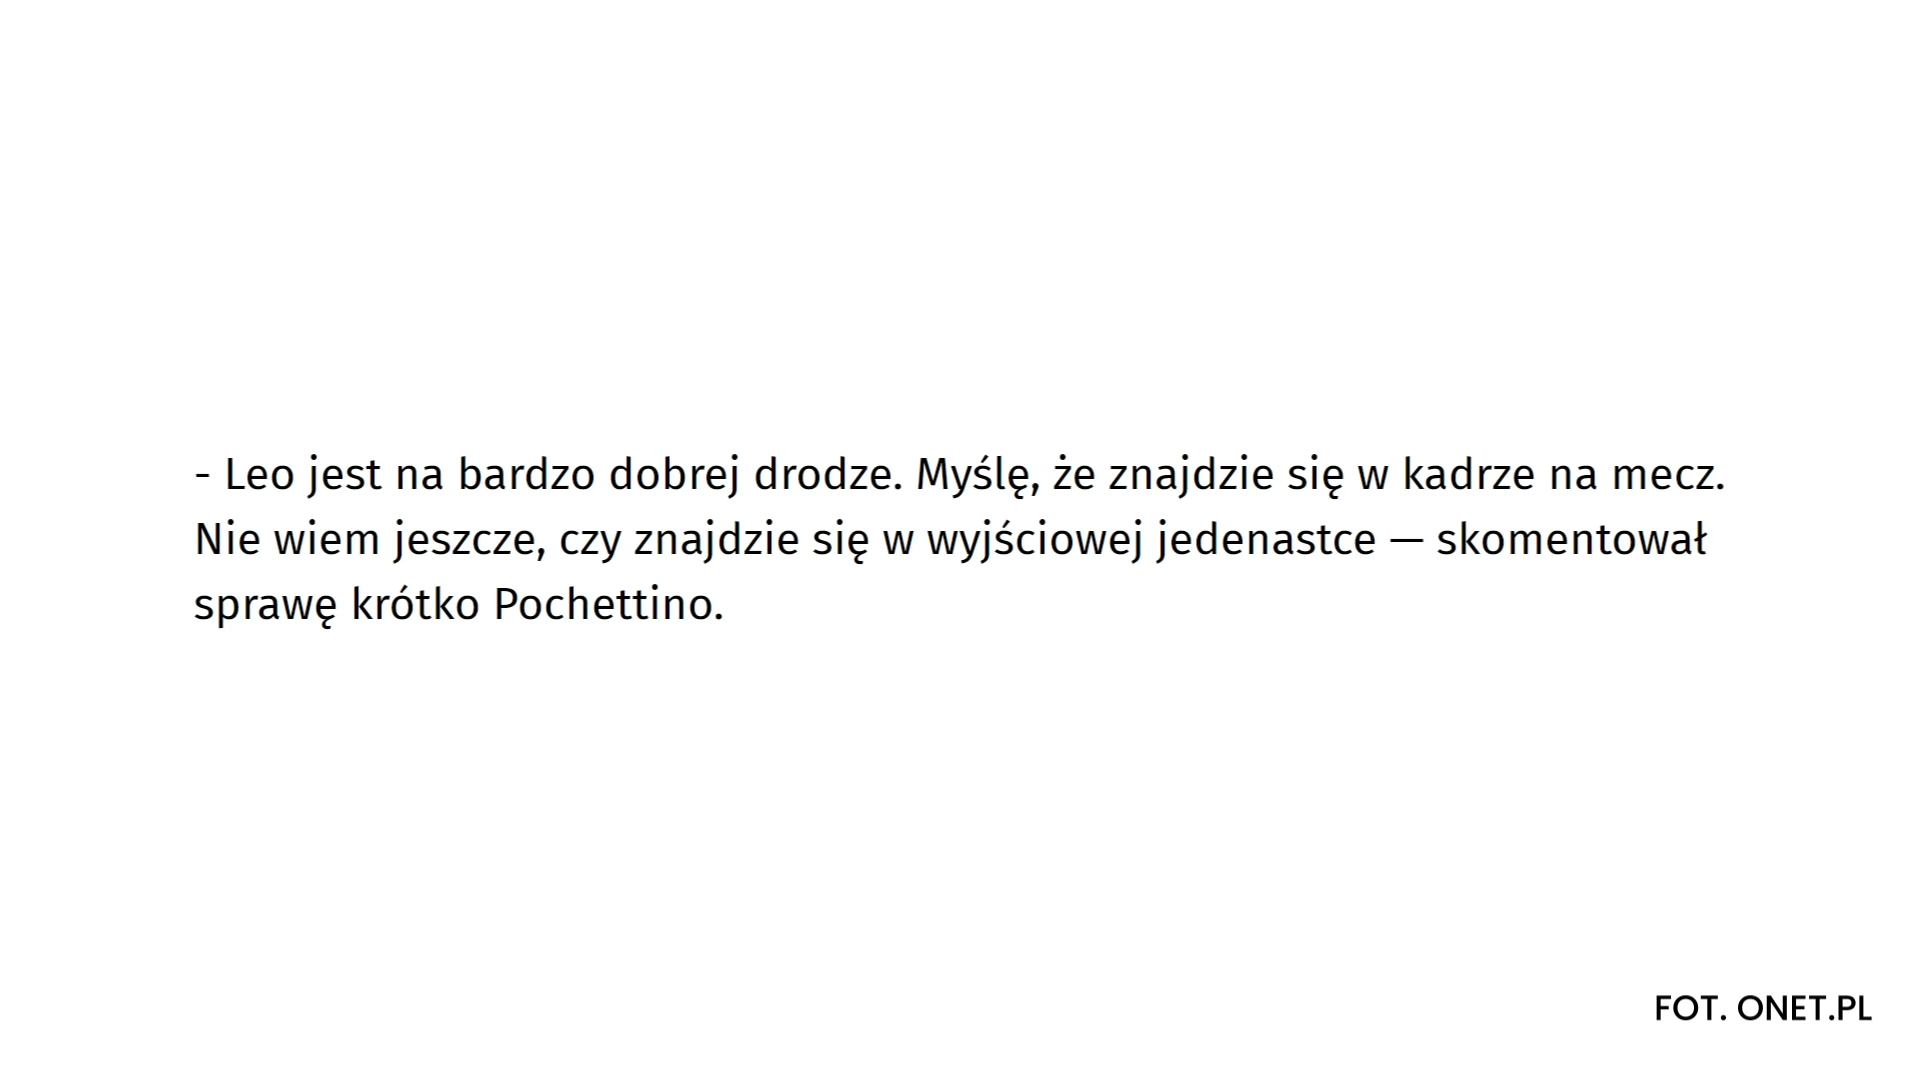 - Leo jest na bardzo dobrej drodze. Myślę, że znajdzie się w kadrze na mecz.
Nie wiem jeszcze, czy znajdzie się w wyjściowej jedenastce — skomentował
sprawę krótko Pochettino.
FOT. ONET.PL